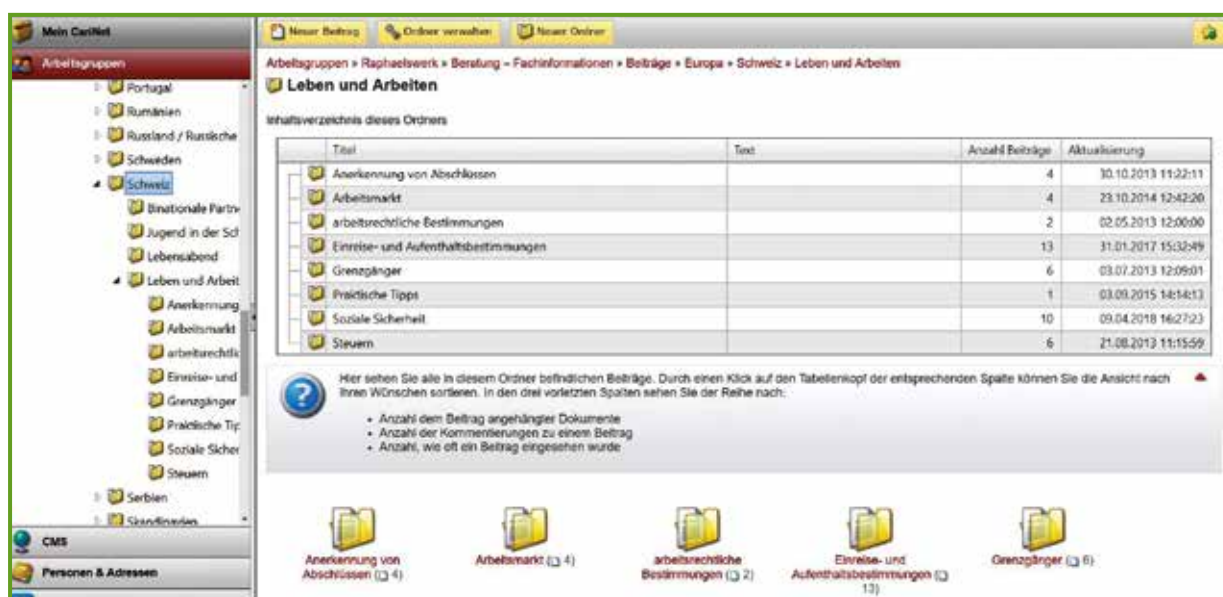 Mein CariNet
Neuer Beitrag
Ordner verwalten
Neuer Ordner
Arbeitsgruppen
Portugal
Rumänien
Russland / Russische
Schweden
Schweiz
Binationale Partne
Jugend in der Sch
Lebensabend
Leben und Arbeit
Anerkennung
Arbeitsmarkt
arbeitsrechtlic
Einreise- und
Grenzgänger
Praktische Tip
Soziale Sicher
Steuern
Serbien
Skandinavien
CMS
Personen & Adressen
Arbeitsgruppen » Raphaelswerk » Beratung – Fachinformationen » Beiträge » Europa » Schweiz » Leben und Arbeiten
Leben und Arbeiten
Inhaltsverzeichnis dieses Ordners
Titel Text Anzahl Beiträge Aktualisierung
Anerkennung von Abschlüssen 4 30.10.2013 11:22:11
Arbeitsmarkt 4 23.10.2014 12:42:20
arbeitsrechtliche Bestimmungen 2 02.05.2013 12:00:00
Einreise- und Aufenthaltsbestimmungen 13 31.01.2017 15:32:49
Grenzgänger 6 03.07.2013 12:09:01
Praktische Tipps 1 03.09.2015 14:14:13
Soziale Sicherheit 10 09.04.2018 16:27:23
Steuern 6 21.08.2013 11:15:59
Hier sehen Sie alle in diesem Ordner befindlichen Beiträge. Durch einen Klick auf den Tabellenkopf der entsprechenden Spalte können Sie die Ansicht nach
Ihren Wünschen sortieren. In den drei vorletzten Spalten sehen Sie der Reihe nach:
• Anzahl dem Beitrag angehängter Dokumente
• Anzahl der Kommentierungen zu einem Beitrag
• Anzahl, wie oft ein Beitrag eingesehen wurde
Anerkennung von
Abschlüssen (4)
Arbeitsmarkt (4)
arbeitsrechtliche
Bestimmungen (2)
Einreise- und
Aufenthaltsbestimmungen (
13)
Grenzgänger (6)